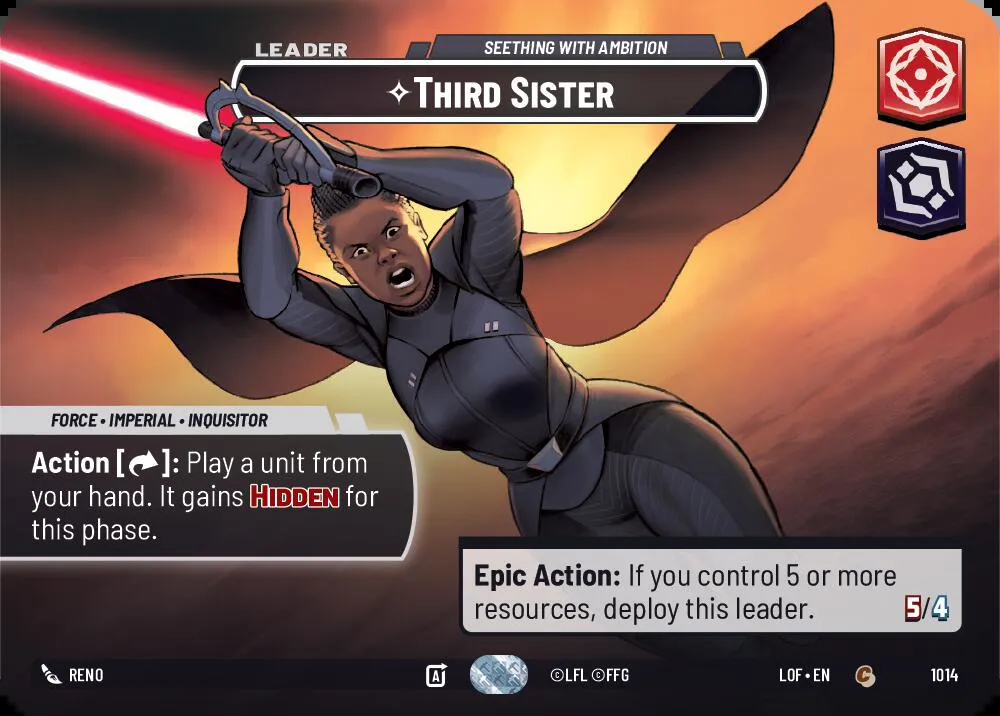 LEADER
SEETHING WITH AMBITION
THIRD SISTER
FORCE • IMPERIAL • INQUISITOR
Action [ ]: Play a unit from
your hand. It gains HIDDEN for
this phase.
Epic Action: If you control 5 or more
resources, deploy this leader.
5/4
RENO
A
©LFL ©FFG
LOF • EN
C
1014